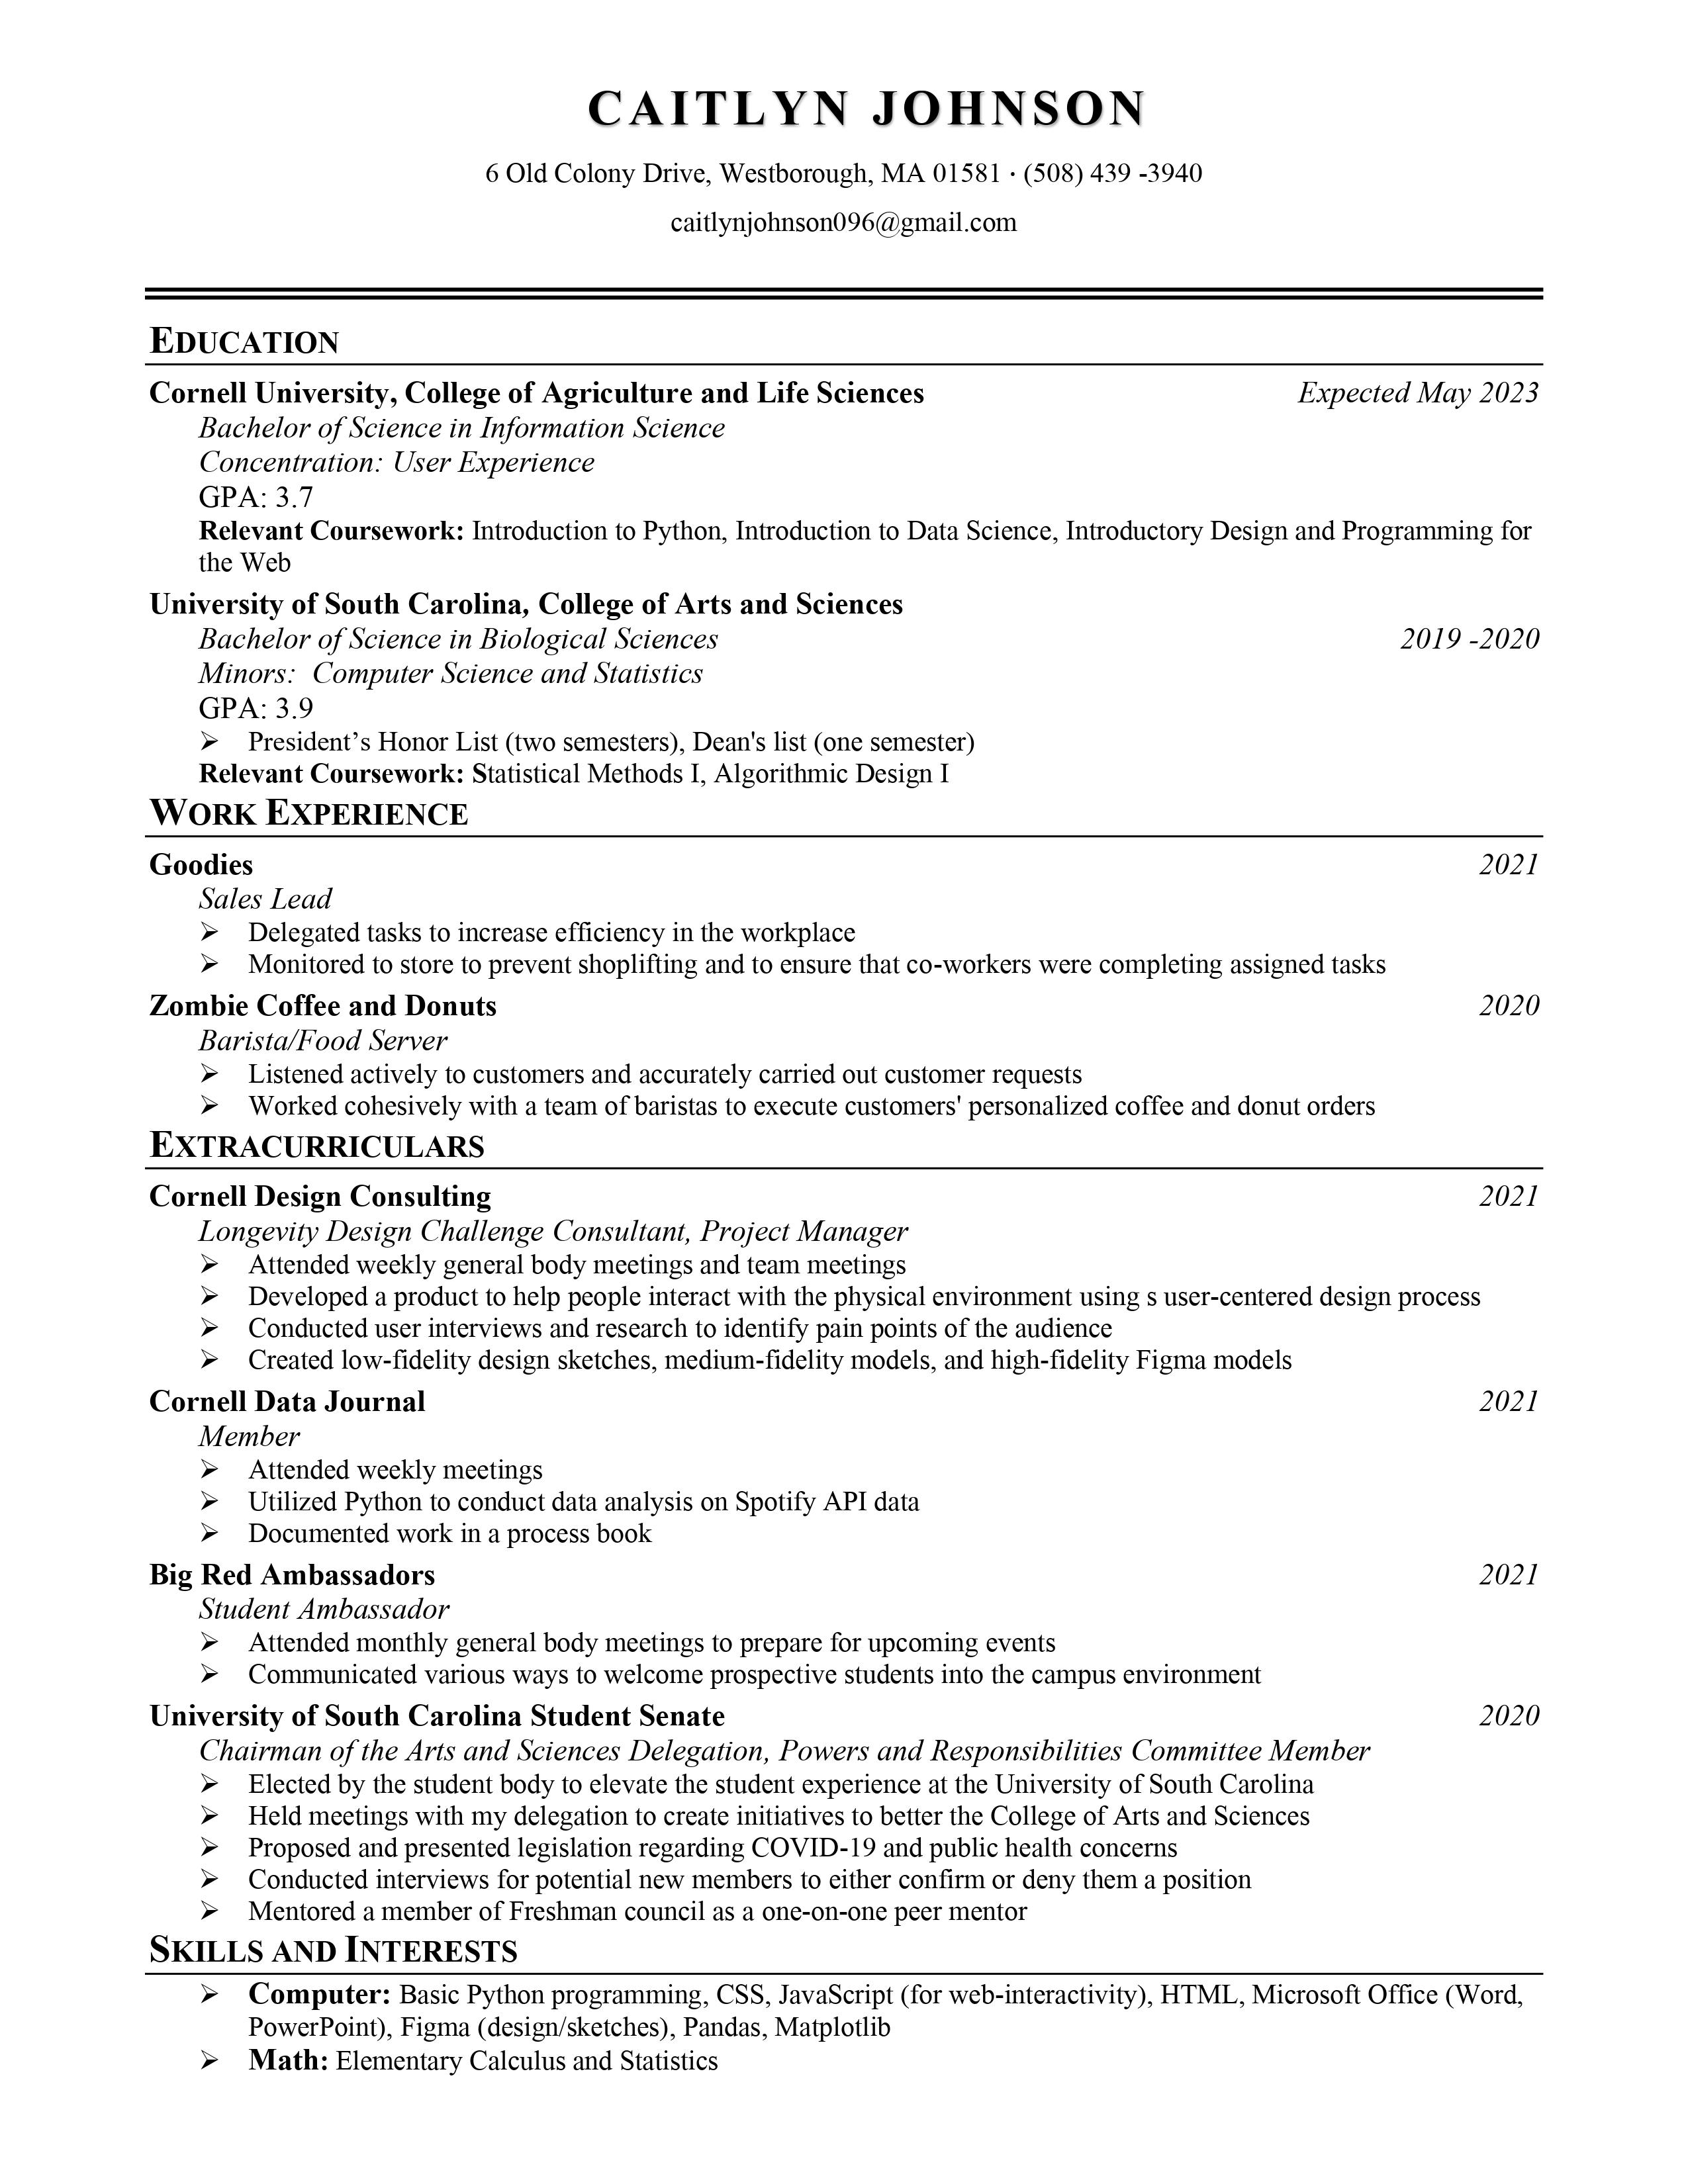 CAITLYN JOHNSON
6 Old Colony Drive, Westborough, MA 01581 · (508) 439 -3940
caitlynjohnson096@gmail.com
EDUCATION
Cornell University, College of Agriculture and Life Sciences Expected May 2023
Bachelor of Science in Information Science
Concentration: User Experience
GPA: 3.7
Relevant Coursework: Introduction to Python, Introduction to Data Science, Introductory Design and Programming for
the Web
University of South Carolina, College of Arts and Sciences
Bachelor of Science in Biological Sciences 2019 -2020
Minors:  Computer Science and Statistics
GPA: 3.9
➢ President’s Honor List (two semesters), Dean's list (one semester)
Relevant Coursework: Statistical Methods I, Algorithmic Design I
WORK EXPERIENCE
Goodies 2021
Sales Lead
➢ Delegated tasks to increase efficiency in the workplace
➢ Monitored to store to prevent shoplifting and to ensure that co-workers were completing assigned tasks
Zombie Coffee and Donuts 2020
Barista/Food Server
➢ Listened actively to customers and accurately carried out customer requests
➢ Worked cohesively with a team of baristas to execute customers' personalized coffee and donut orders
EXTRACURRICULARS
Cornell Design Consulting 2021
Longevity Design Challenge Consultant, Project Manager
➢ Attended weekly general body meetings and team meetings
➢ Developed a product to help people interact with the physical environment using s user-centered design process
➢ Conducted user interviews and research to identify pain points of the audience
➢ Created low-fidelity design sketches, medium-fidelity models, and high-fidelity Figma models
Cornell Data Journal 2021
Member
➢ Attended weekly meetings
➢ Utilized Python to conduct data analysis on Spotify API data
➢ Documented work in a process book
Big Red Ambassadors 2021
Student Ambassador
➢ Attended monthly general body meetings to prepare for upcoming events
➢ Communicated various ways to welcome prospective students into the campus environment
University of South Carolina Student Senate 2020
Chairman of the Arts and Sciences Delegation, Powers and Responsibilities Committee Member
➢ Elected by the student body to elevate the student experience at the University of South Carolina
➢ Held meetings with my delegation to create initiatives to better the College of Arts and Sciences
➢ Proposed and presented legislation regarding COVID-19 and public health concerns
➢ Conducted interviews for potential new members to either confirm or deny them a position
➢ Mentored a member of Freshman council as a one-on-one peer mentor
SKILLS AND INTERESTS
➢ Computer: Basic Python programming, CSS, JavaScript (for web-interactivity), HTML, Microsoft Office (Word,
PowerPoint), Figma (design/sketches), Pandas, Matplotlib
➢ Math: Elementary Calculus and Statistics